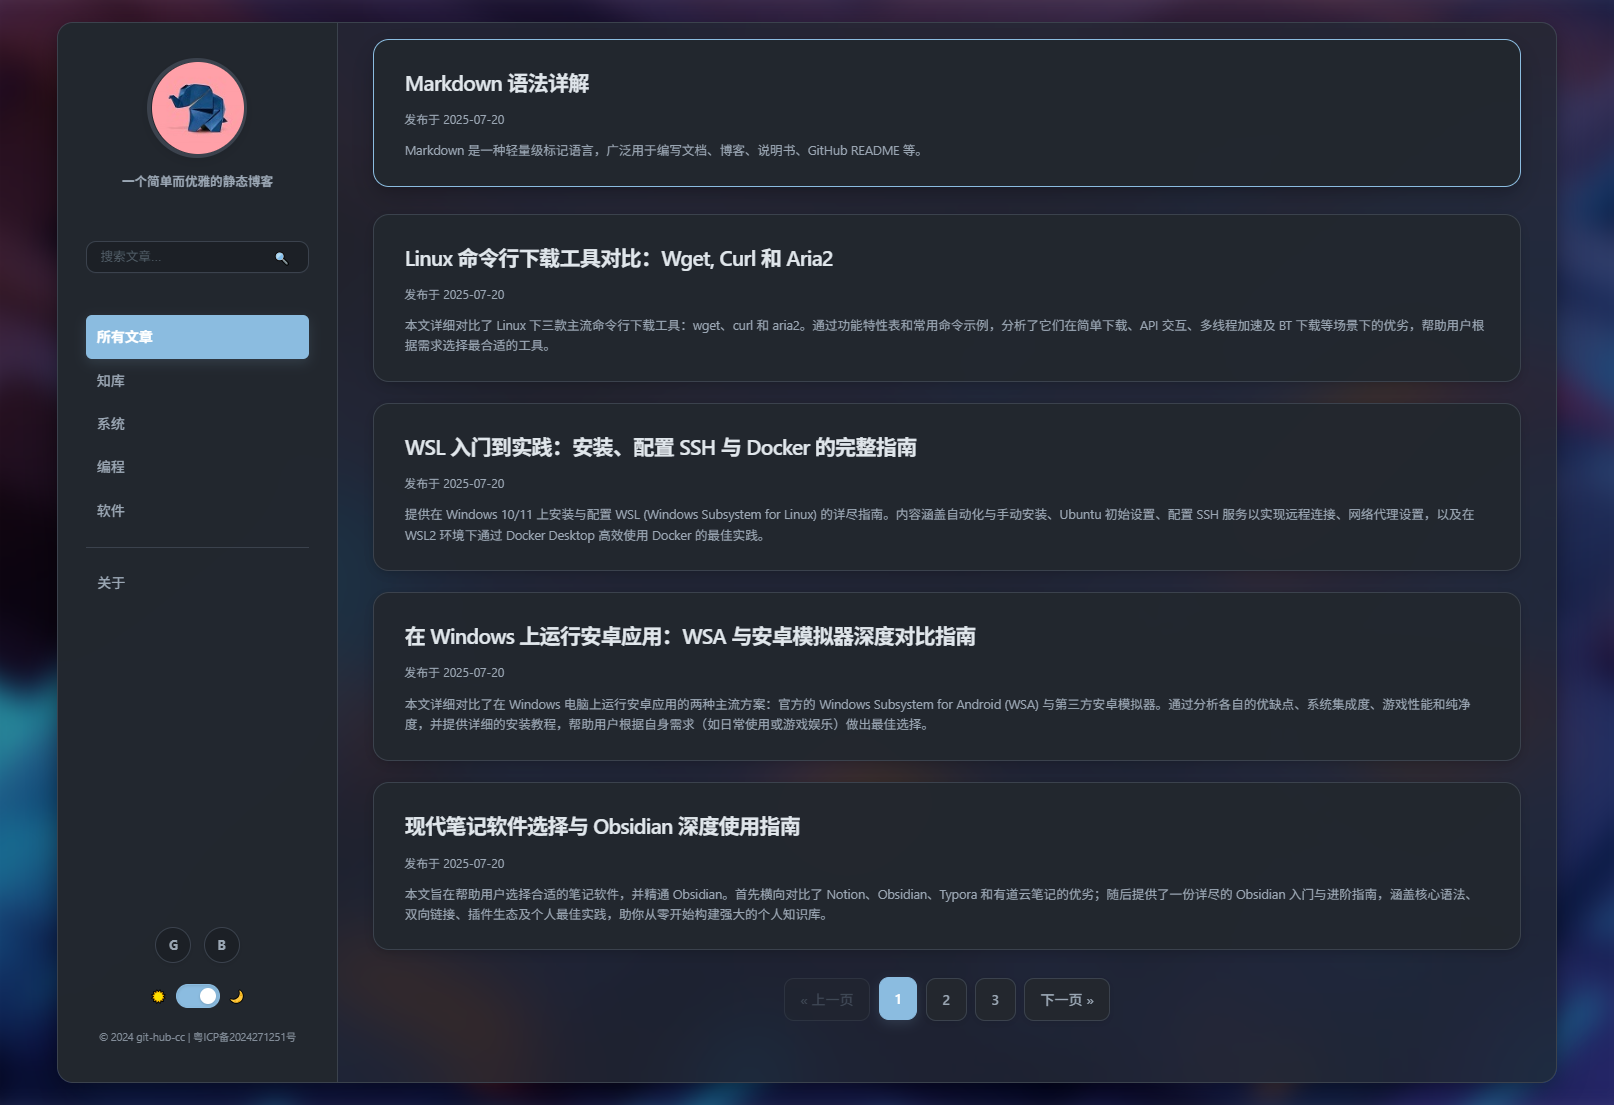 一个简单而优雅的静态博客
搜索文章...
所有文章
知库
系统
编程
软件
关于
G B
© 2024 git-hub-cc | 粤ICP备2024271251号
Markdown 语法详解
发布于 2025-07-20
Markdown 是一种轻量级标记语言，广泛用于编写文档、博客、说明书、GitHub README 等。
Linux 命令行下载工具对比：Wget, Curl 和 Aria2
发布于 2025-07-20
本文详细对比了 Linux 下三款主流命令行下载工具：wget、curl 和 aria2。通过功能特性表和常用命令示例，分析了它们在简单下载、API 交互、多线程加速及 BT 下载等场景下的优劣，帮助用户根
据需求选择最合适的工具。
WSL 入门到实践：安装、配置 SSH 与 Docker 的完整指南
发布于 2025-07-20
提供在 Windows 10/11 上安装与配置 WSL (Windows Subsystem for Linux) 的详尽指南。内容涵盖自动化与手动安装、Ubuntu 初始设置、配置 SSH 服务以实现远程连接、网络代理设置，以及在
WSL2 环境下通过 Docker Desktop 高效使用 Docker 的最佳实践。
在 Windows 上运行安卓应用：WSA 与安卓模拟器深度对比指南
发布于 2025-07-20
本文详细对比了在 Windows 电脑上运行安卓应用的两种主流方案：官方的 Windows Subsystem for Android (WSA) 与第三方安卓模拟器。通过分析各自的优缺点、系统集成度、游戏性能和纯净
度，并提供详细的安装教程，帮助用户根据自身需求（如日常使用或游戏娱乐）做出最佳选择。
现代笔记软件选择与 Obsidian 深度使用指南
发布于 2025-07-20
本文旨在帮助用户选择合适的笔记软件，并精通 Obsidian。首先横向对比了 Notion、Obsidian、Typora 和有道云笔记的优劣；随后提供了一份详尽的 Obsidian 入门与进阶指南，涵盖核心语法、
双向链接、插件生态及个人最佳实践，助你从零开始构建强大的个人知识库。
« 上一页 1 2 3 下一页 »